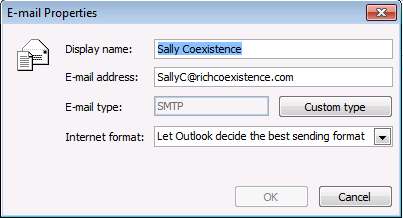 E-mail Properties
Display name: Sally Coexistence
E-mail address: SallyC@richcoexistence.com
E-mail type: SMTP Custom type
Internet format: Let Outlook decide the best sending format
OK Cancel